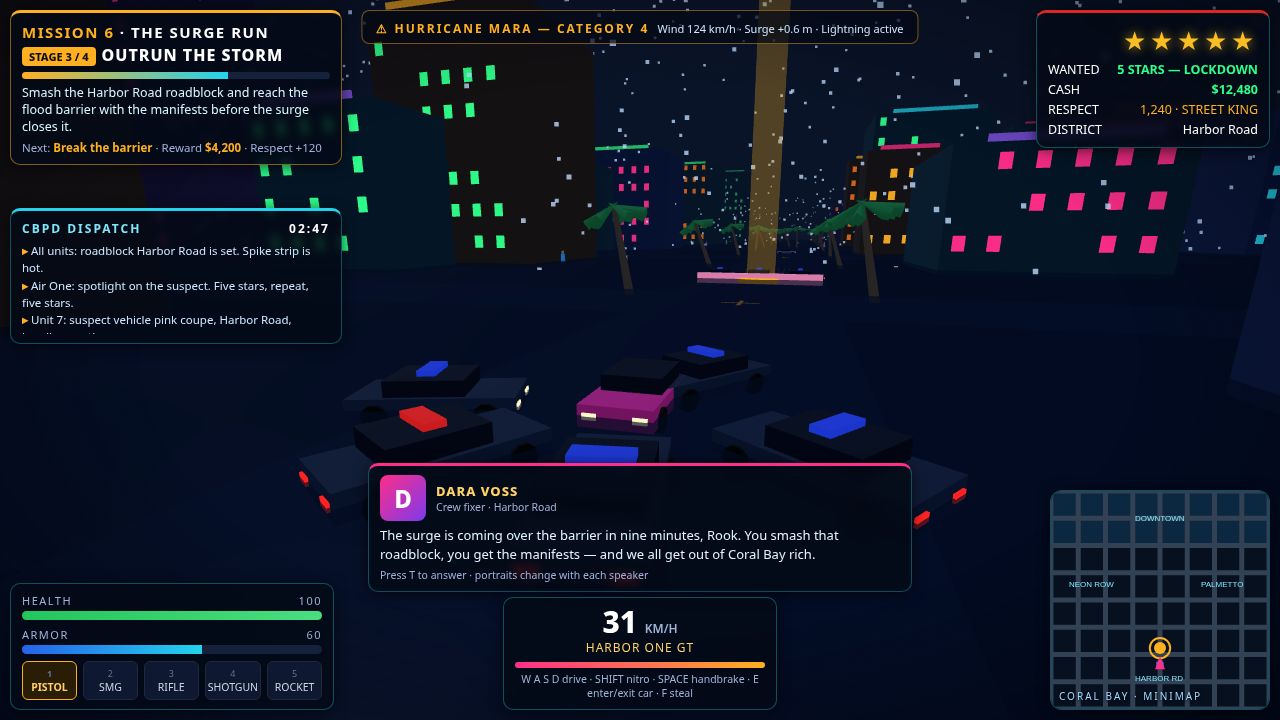 MISSION 6 · THE SURGE RUN
STAGE 3 / 4 OUTRUN THE STORM
Smash the Harbor Road roadblock and reach the
flood barrier with the manifests before the surge
closes it.
Next: Break the barrier · Reward $4,200 · Respect +120
⚠ HURRICANE MARA — CATEGORY 4 Wind 124 km/h · Surge +0.6 m · Lightning active
★★★★★
WANTED 5 STARS — LOCKDOWN
CASH $12,480
RESPECT 1,240 · STREET KING
DISTRICT Harbor Road
CBPD DISPATCH 02:47
▸ All units: roadblock Harbor Road is set. Spike strip is
hot.
▸ Air One: spotlight on the suspect. Five stars, repeat,
five stars.
▸ Unit 7: suspect vehicle pink coupe, Harbor Road,
D
DARA VOSS
Crew fixer · Harbor Road
The surge is coming over the barrier in nine minutes, Rook. You smash that
roadblock, you get the manifests — and we all get out of Coral Bay rich.
Press T to answer · portraits change with each speaker
HEALTH 100
ARMOR 60
1 PISTOL
2 SMG
3 RIFLE
4 SHOTGUN
5 ROCKET
31 KM/H
HARBOR ONE GT
W A S D drive · SHIFT nitro · SPACE handbrake · E
enter/exit car · F steal
DOWNTOWN
NEON ROW PALMETTO
HARBOR RD
CORAL BAY · MINIMAP